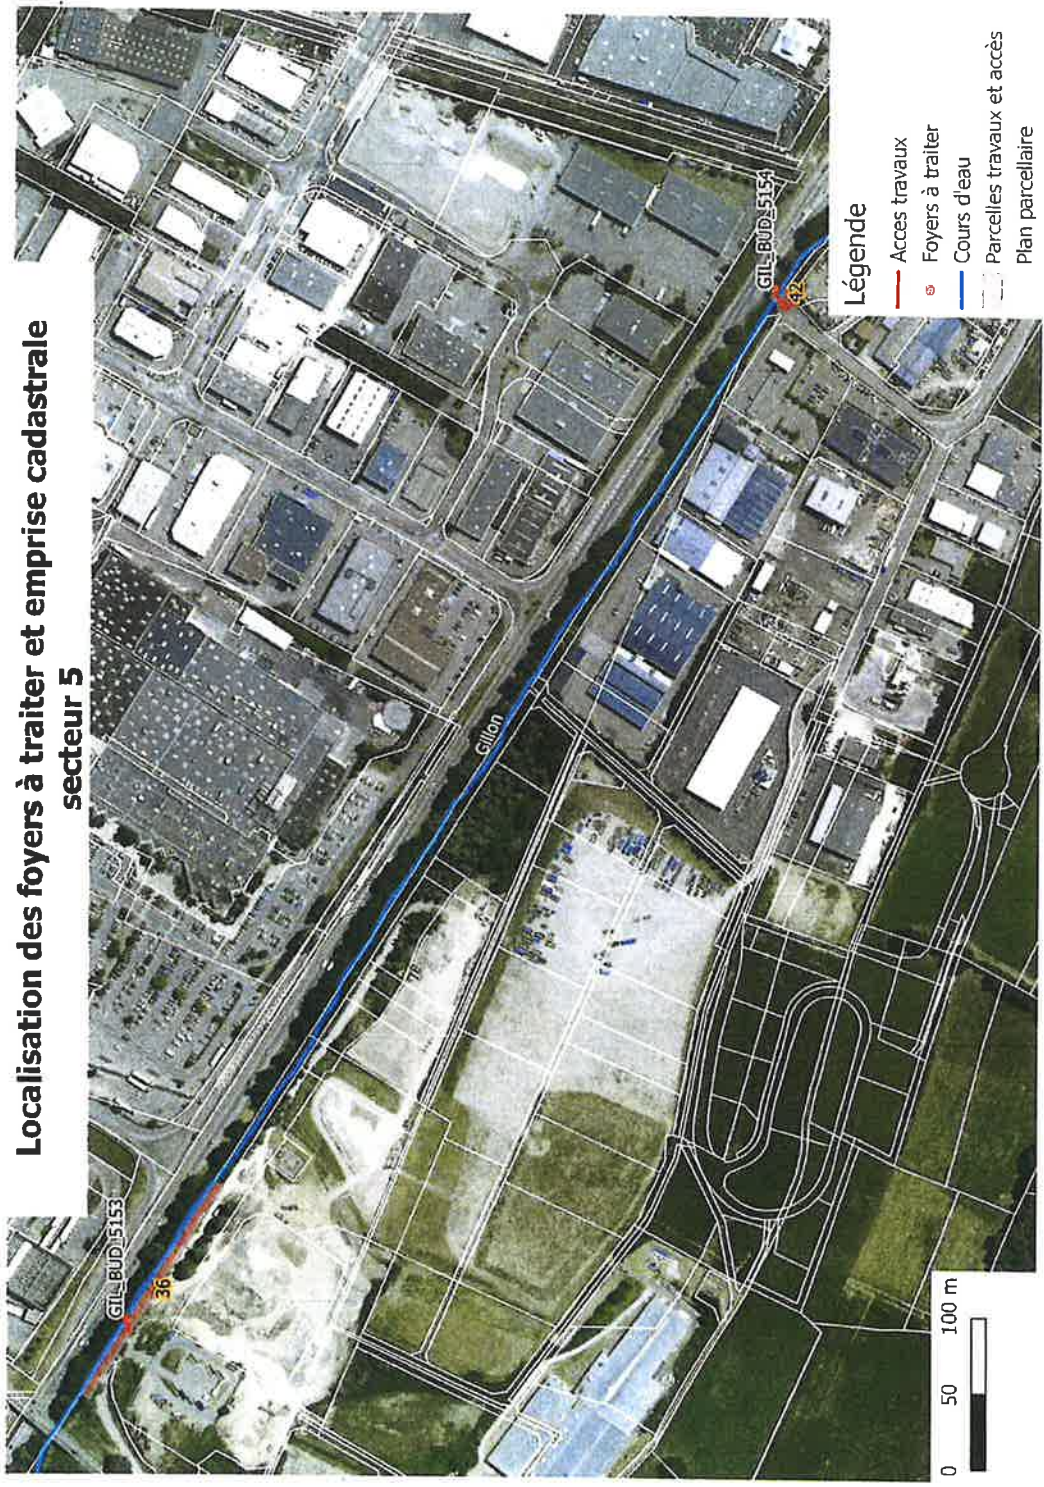 Localisation des foyers à traiter et emprise cadastrale
secteur 5
GIL_BUD_5153
36
Gillon
GIL_BUD_5154
42
Légende
Acces travaux
Foyers à traiter
Cours d'eau
Parcelles travaux et accès
Plan parcellaire
0 50 100 m